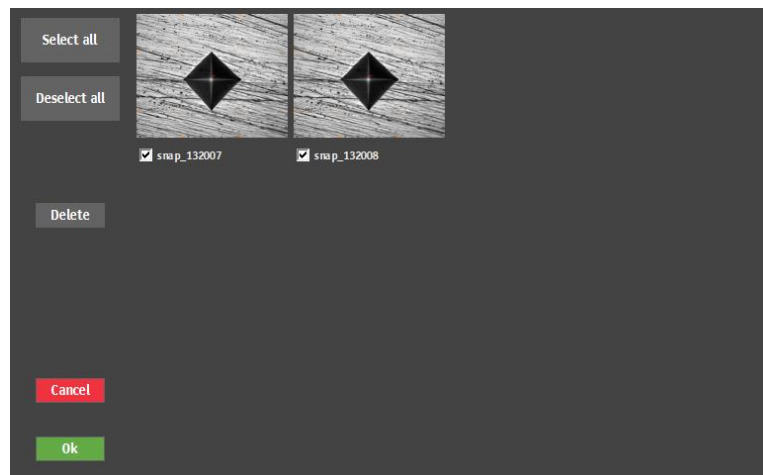 Select all
Deselect all
snap_132007
snap_132008
Delete
Cancel
Ok